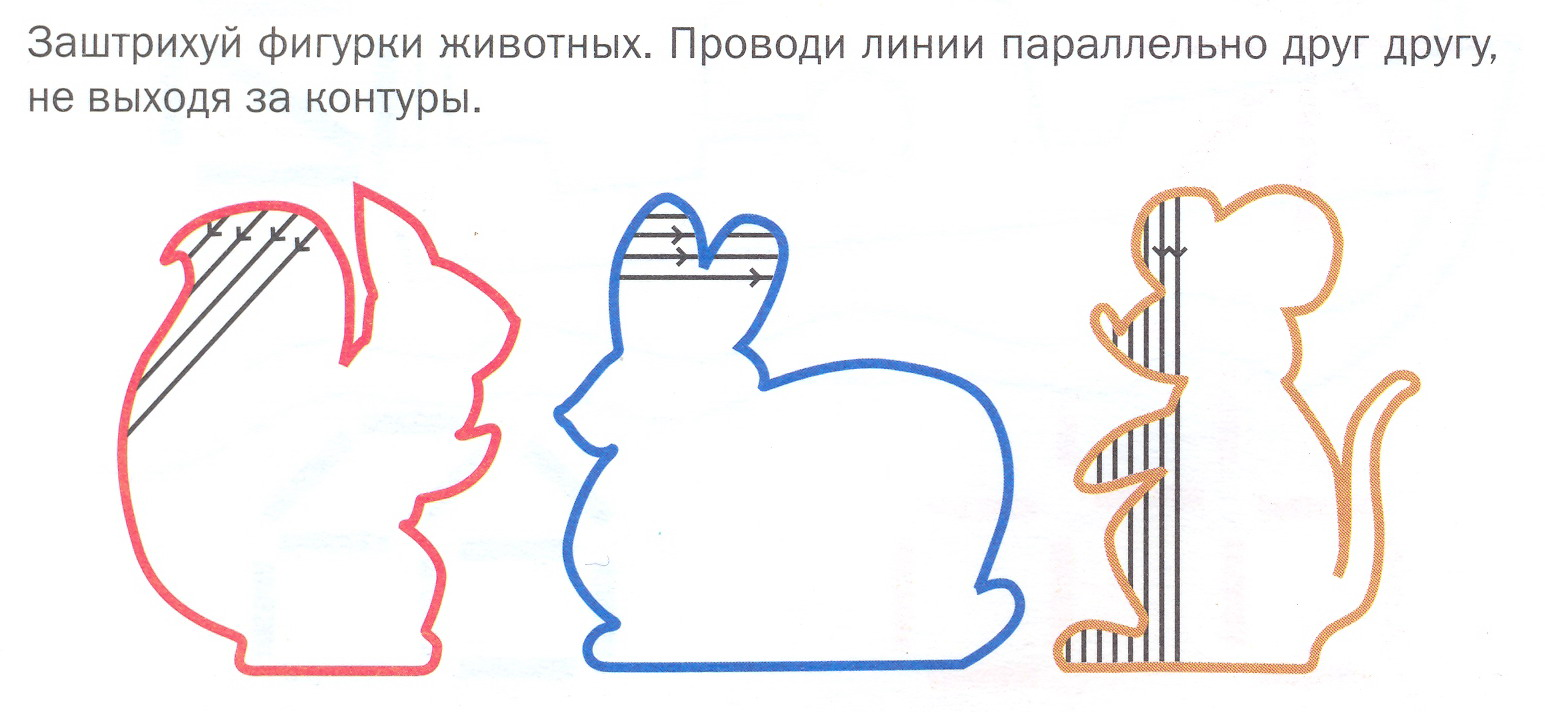 Заштрихуй фигурки животных. Проводи линии параллельно друг другу,
не выходя за контуры.